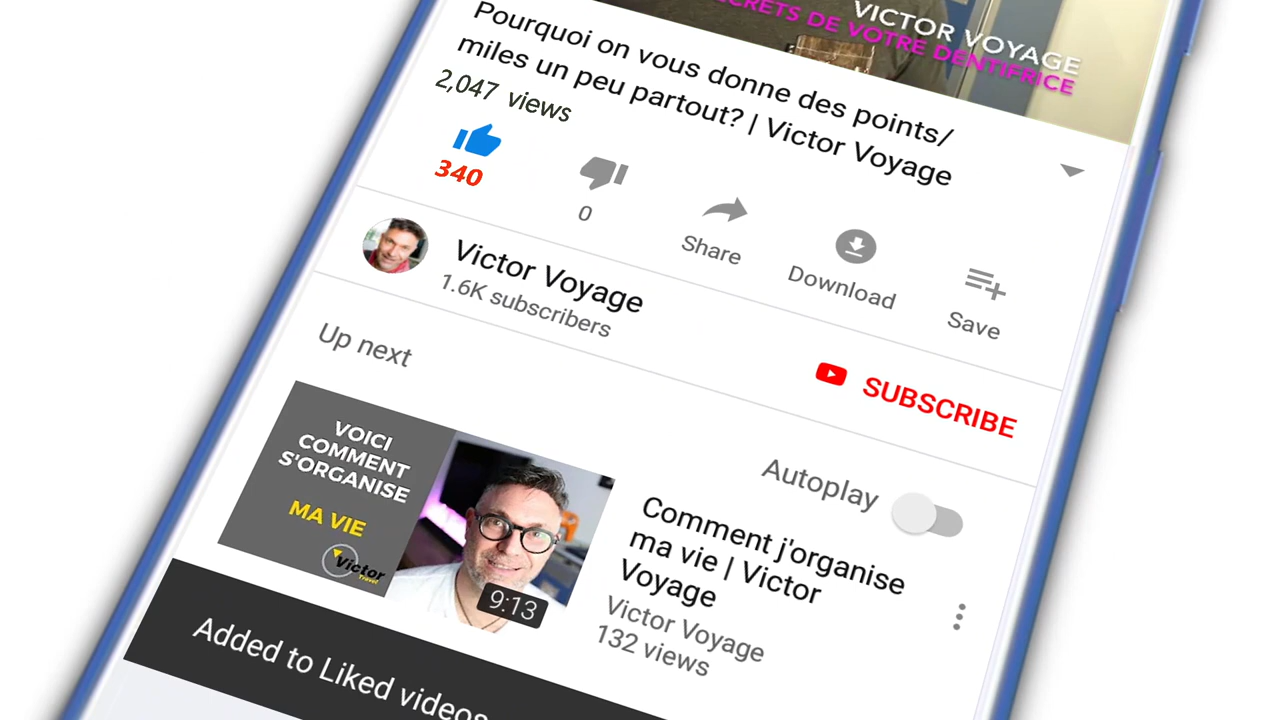 VICTOR VOYAGE
SECRETS DE VOTRE DENTIFRICE
Pourquoi on vous donne des points/
miles un peu partout? | Victor Voyage
2,047 views
340
0
Share
Download
Save
Victor Voyage
1.6K subscribers
SUBSCRIBE
Up next
Autoplay
VOICI
COMMENT
S'ORGANISE
MA VIE
Victor
Travel
9:13
Comment j'organise
ma vie | Victor
Voyage
Victor Voyage
132 views
Added to Liked videos